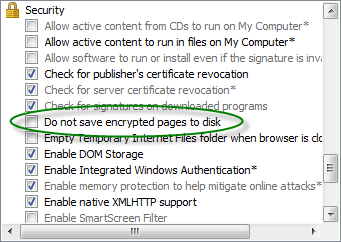 Security
Allow active content from CDs to run on My Computer*
Allow active content to run in files on My Computer*
Allow software to run or install even if the signature is inva
Check for publisher's certificate revocation
Check for server certificate revocation*
Check for signatures on downloaded programs
Do not save encrypted pages to disk
Empty Temporary Internet Files folder when browser is clo
Enable DOM Storage
Enable Integrated Windows Authentication*
Enable memory protection to help mitigate online attacks*
Enable native XMLHTTP support
Enable SmartScreen Filter